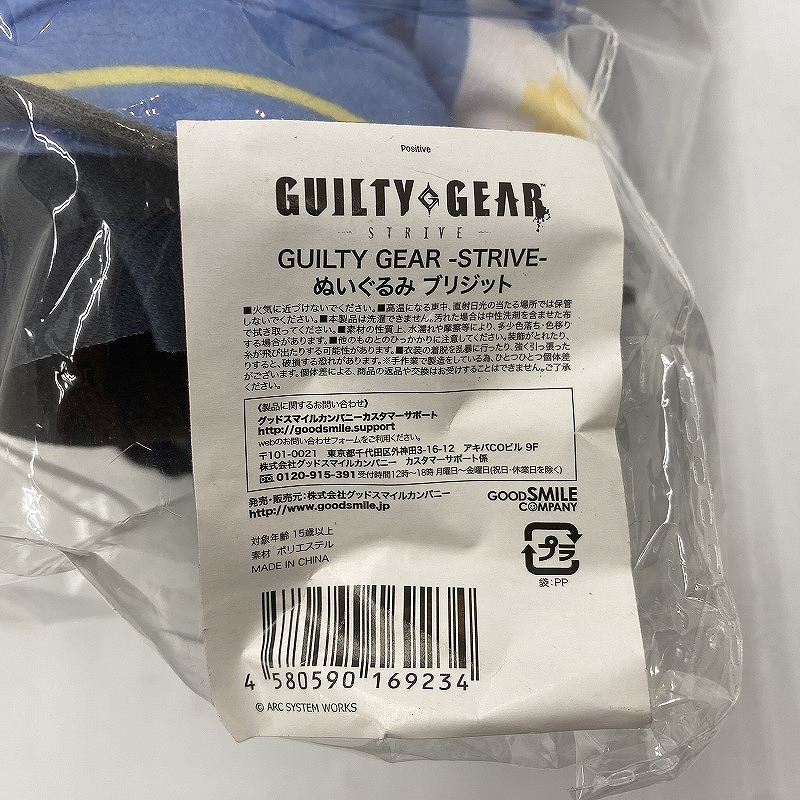 Positive
GUILTY GEAR™
STRIVE
GUILTY GEAR -STRIVE-
ぬいぐるみ ブリジット
■火気に近づけないでください。■高温になる車中、直射日光の当たる場所では保管
しないでください。■本製品は洗濯できません。汚れた場合は中性洗剤を含ませた布
で拭き取ってください。■素材の性質上、水濡れや摩擦等により、多少色落ち・色移り
する場合があります。■他のものとのひっかかりに注意してください。装飾がとれたり、
糸が飛び出たりする可能性があります。■衣装の着脱を乱暴に行ったり、強く引っ張った
りすると、破損する恐れがあります。※手作業で製造をしている為、ひとつひとつ個体差
がございます。個体差による、商品の返品や交換はお受けすることはできません。ご了承
ください。
《製品に関するお問い合わせ》
グッドスマイルカンパニーカスタマーサポート
http://goodsmile.support
webのお問い合わせフォームをご利用ください。
〒101-0021 東京都千代田区外神田3-16-12 アキバCOビル 9F
株式会社グッドスマイルカンパニー カスタマーサポート係
0120-915-391 受付時間12時〜18時 月曜日〜金曜日(祝日・休業日を除く)
発売・販売元：株式会社グッドスマイルカンパニー
http://www.goodsmile.jp/
GOODSMILE
COMPANY
対象年齢 15歳以上
素材 ポリエステル
MADE IN CHINA
プラ
袋：PP
4 580590 169234
© ARC SYSTEM WORKS